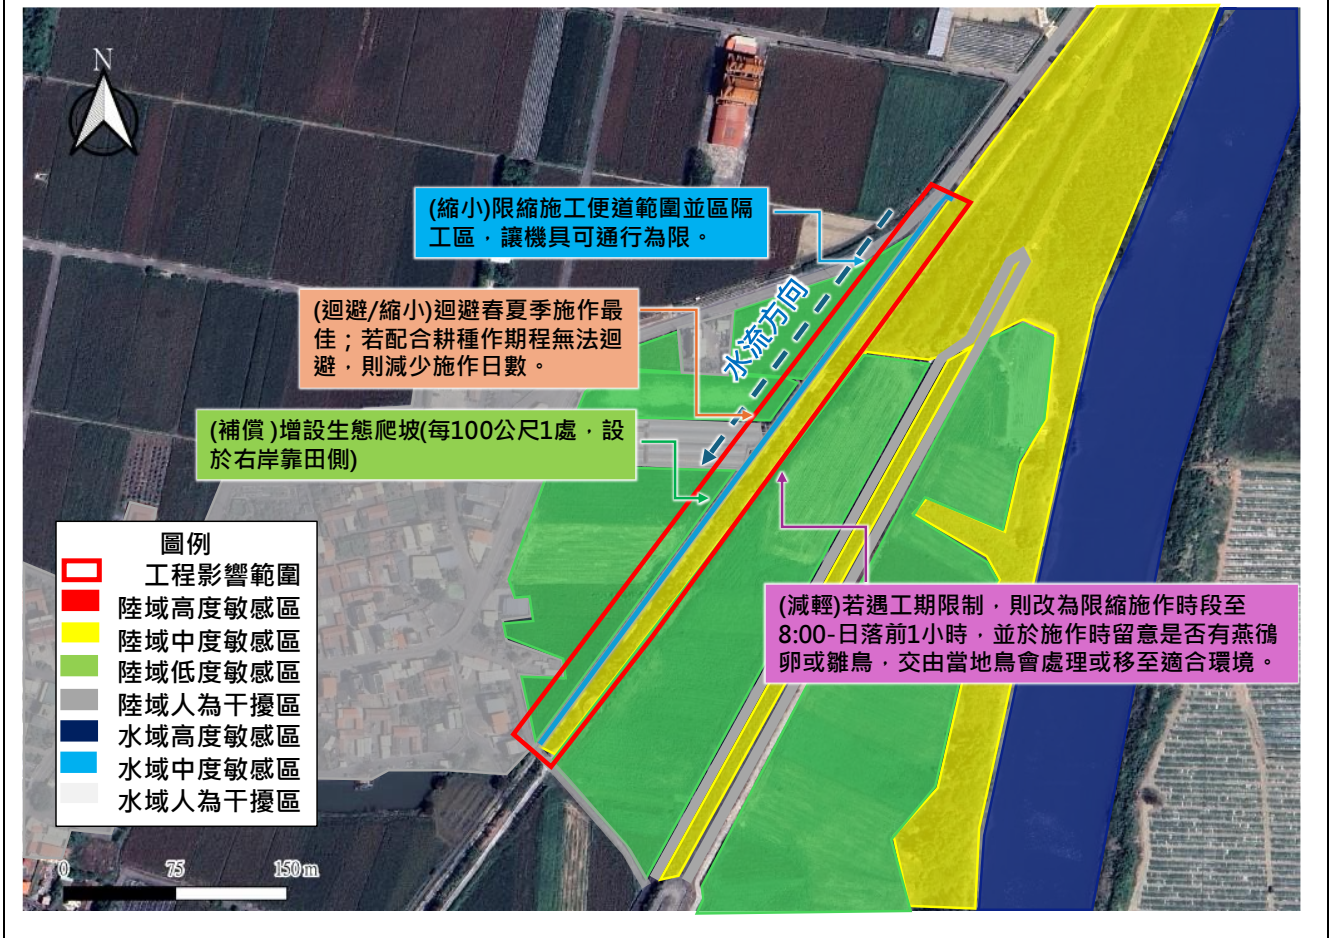 N
(縮小)限縮施工便道範圍並區隔
工區，讓機具可通行為限。
(迴避/縮小)迴避春夏季施作最
佳；若配合耕種作期程無法迴
避，則減少施作日數。
水流方向
(補償)增設生態爬坡(每100公尺1處，設
於右岸靠田側)
(減輕)若遇工期限制，則改為限縮施作時段至
8:00-日落前1小時，並於施作時留意是否有燕鴴
卵或雛鳥，交由當地鳥會處理或移至適合環境。
圖例
工程影響範圍
陸域高度敏感區
陸域中度敏感區
陸域低度敏感區
陸域人為干擾區
水域高度敏感區
水域中度敏感區
水域人為干擾區
0 75 150 m